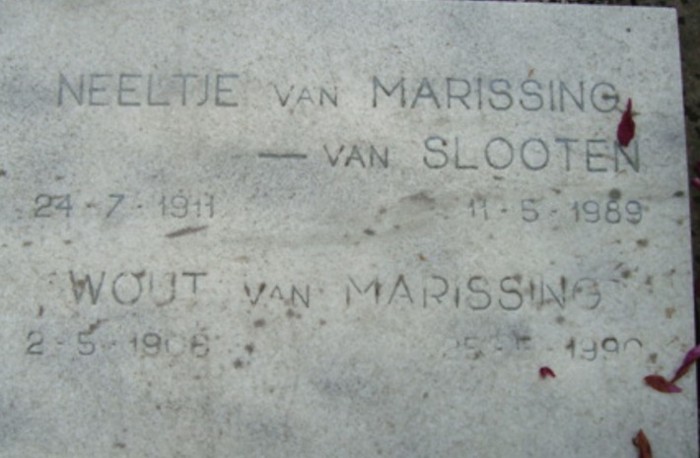 NEELTJE VAN MARISSING
— VAN SLOOTEN
24-7-1911 11-5-1989
WOUT VAN MARISSING
2-5-1906